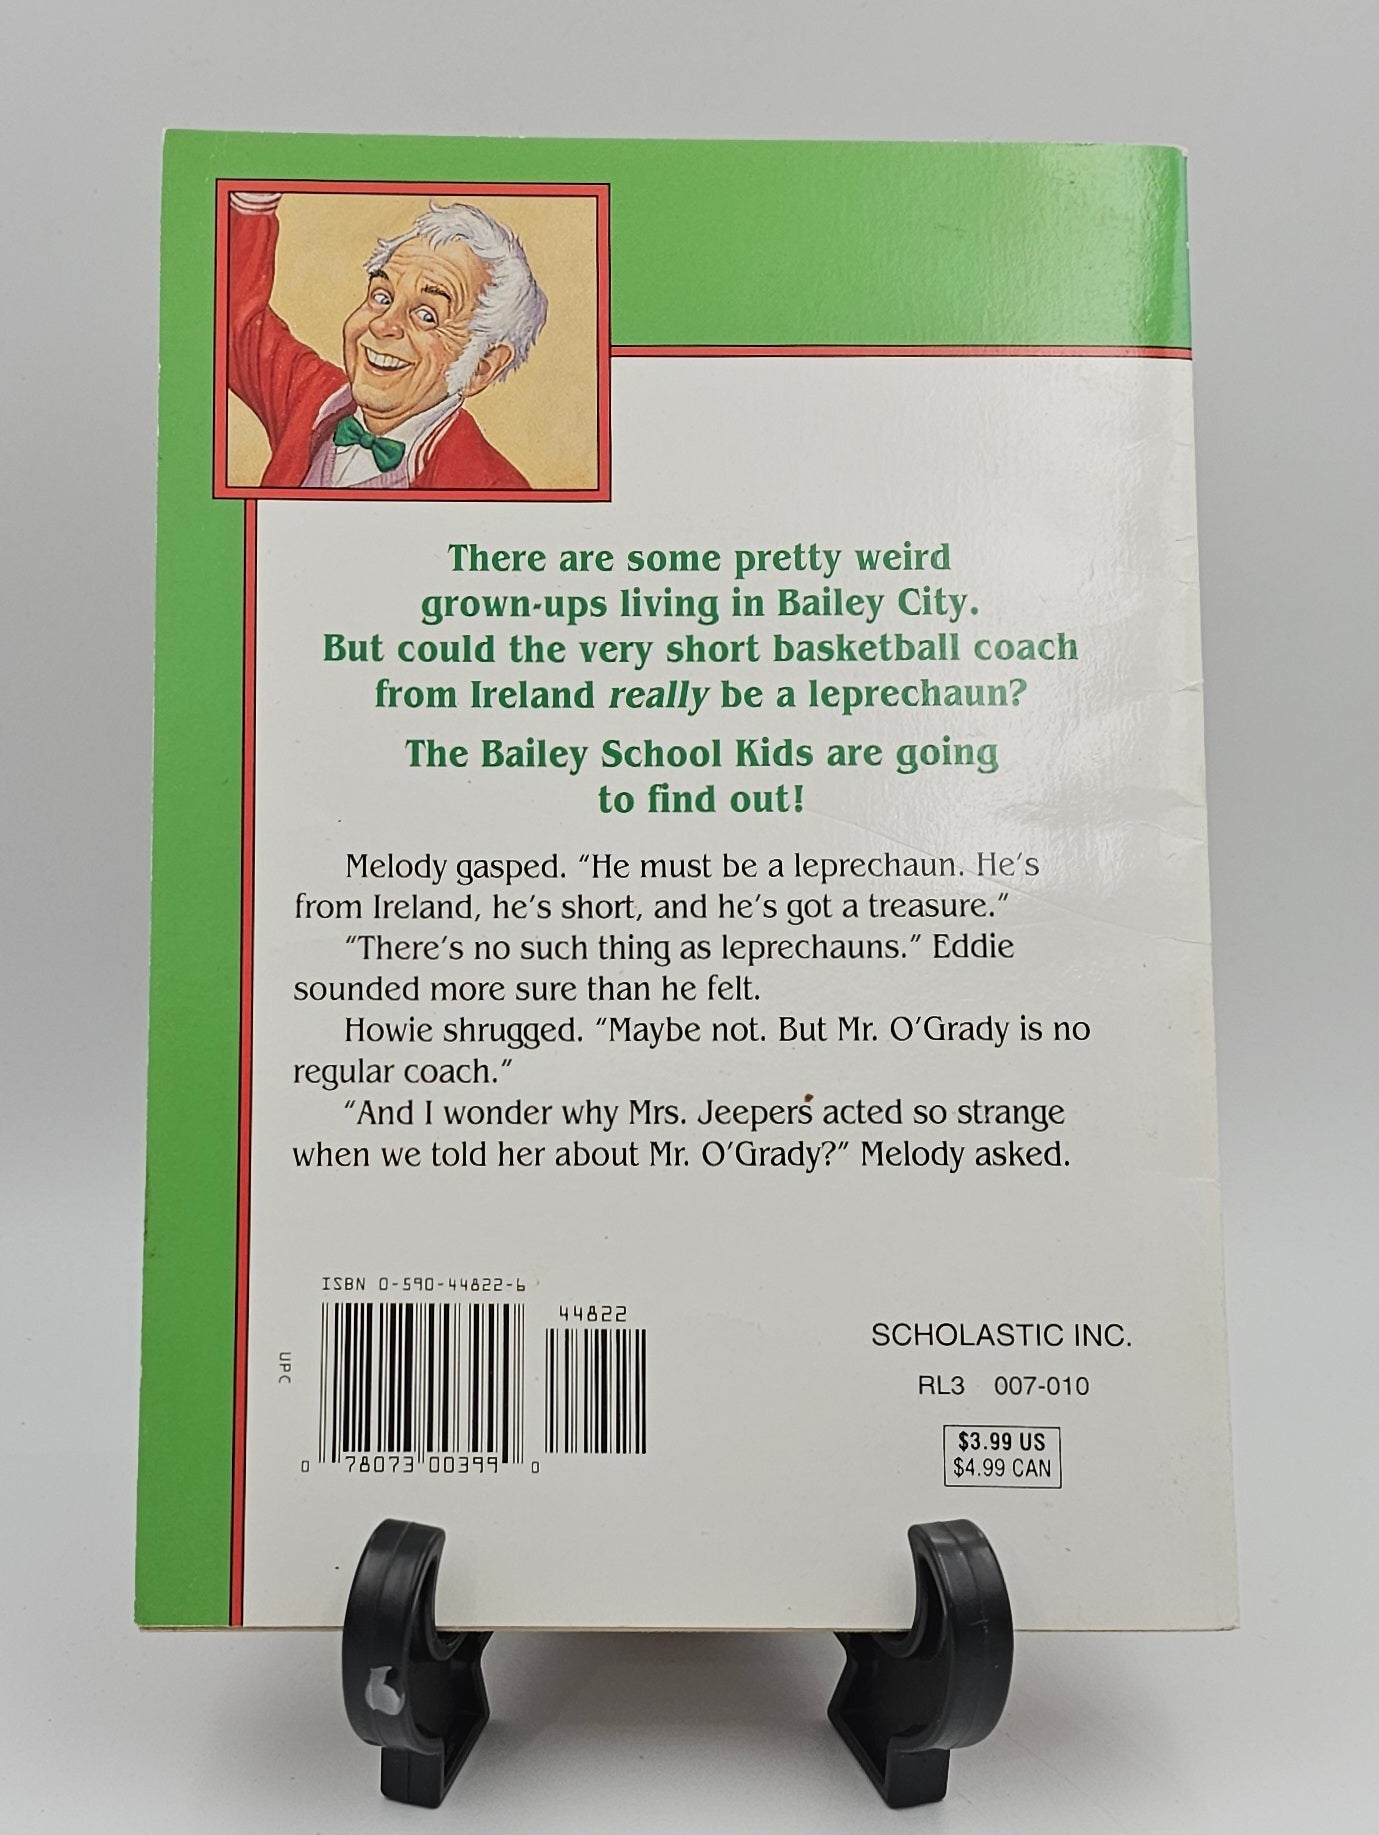 There are some pretty weird
grown-ups living in Bailey City.
But could the very short basketball coach
from Ireland really be a leprechaun?
The Bailey School Kids are going
to find out!
Melody gasped. “He must be a leprechaun. He's
from Ireland, he's short, and he's got a treasure.”
“There's no such thing as leprechauns.” Eddie
sounded more sure than he felt.
Howie shrugged. “Maybe not. But Mr. O'Grady is no
regular coach.”
“And I wonder why Mrs. Jeepers acted so strange
when we told her about Mr. O'Grady?” Melody asked.
ISBN 0-590-44822-6
44822
UPC
0 78073 00399 0
SCHOLASTIC INC.
RL3 007-010
$3.99 US
$4.99 CAN